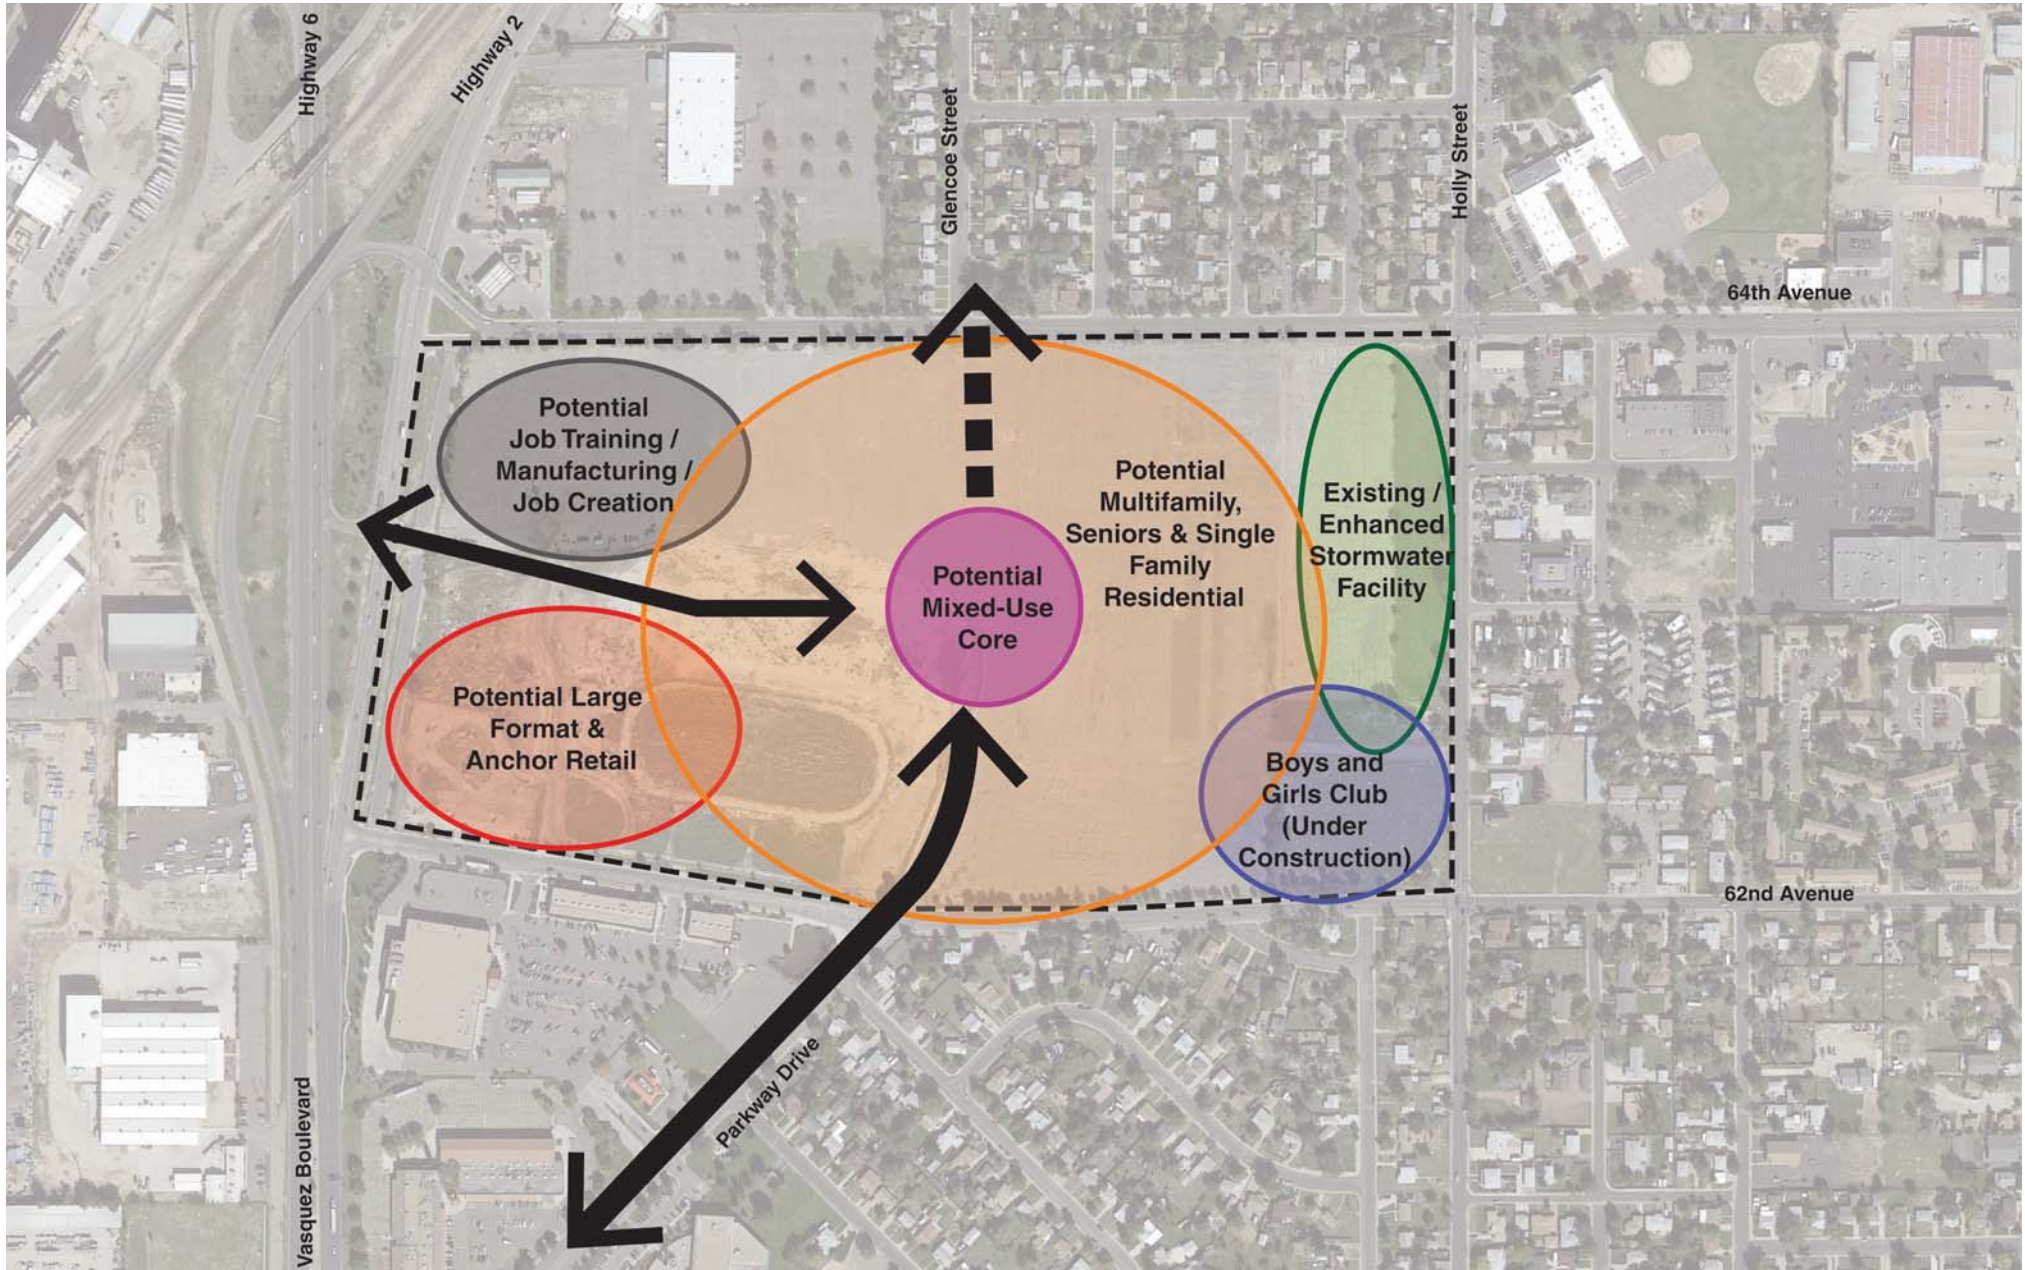 Highway 6
Highway 2
Glencoe Street
Holly Street
64th Avenue
Potential
Job Training /
Manufacturing /
Job Creation
Potential
Multifamily,
Seniors & Single
Family
Residential
Existing /
Enhanced
Stormwater
Facility
Potential
Mixed-Use
Core
Potential Large
Format &
Anchor Retail
Boys and
Girls Club
(Under
Construction)
62nd Avenue
Parkway Drive
Vasquez Boulevard